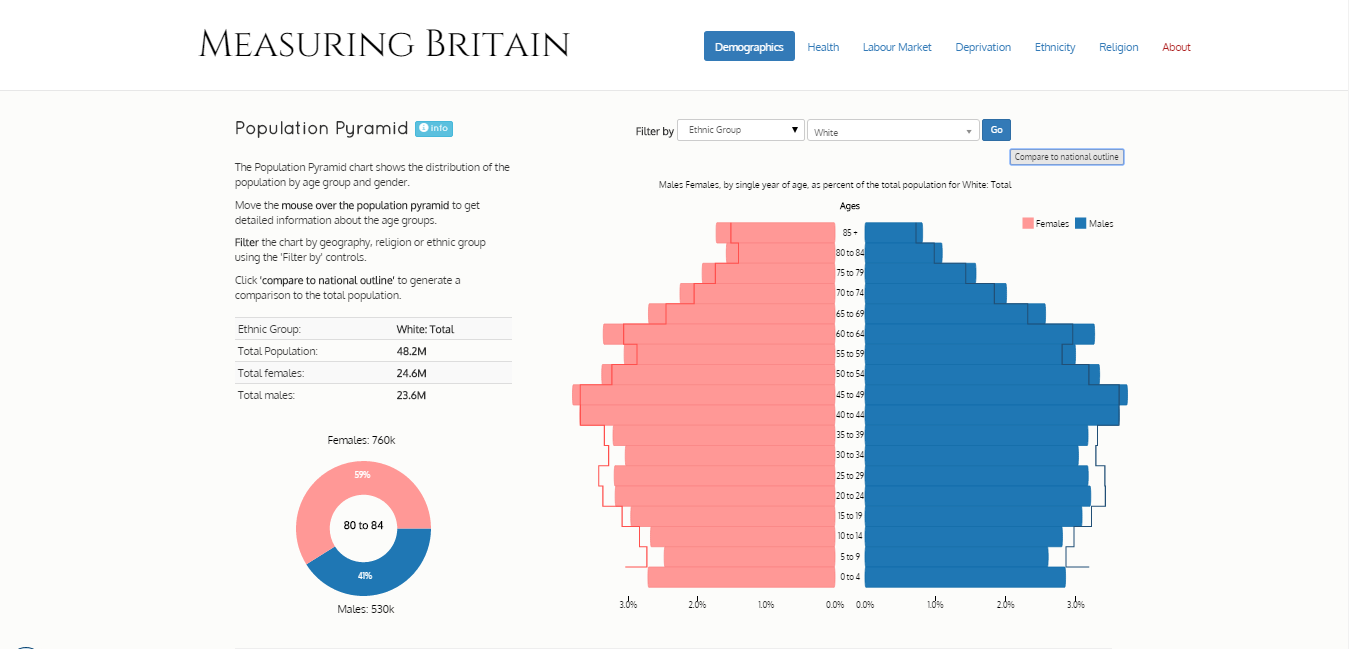 MEASURING BRITAIN
Demographics Health Labour Market Deprivation Ethnicity Religion About
Population Pyramid info
Filter by Ethnic Group White Go
Compare to national outline
The Population Pyramid chart shows the distribution of the
population by age group and gender.
Move the mouse over the population pyramid to get
detailed information about the age groups.
Filter the chart by geography, religion or ethnic group
using the 'Filter by' controls.
Click 'compare to national outline' to generate a
comparison to the total population.
Ethnic Group: White: Total
Total Population: 48.2M
Total females: 24.6M
Total males: 23.6M
Females: 760k
59%
80 to 84
41%
Males: 530k
Males Females, by single year of age, as percent of the total population for White: Total
Ages
Females Males
85 +
80 to 84
75 to 79
70 to 74
65 to 69
60 to 64
55 to 59
50 to 54
45 to 49
40 to 44
35 to 39
30 to 34
25 to 29
20 to 24
15 to 19
10 to 14
5 to 9
0 to 4
3.0% 2.0% 1.0% 0.0% 0.0% 1.0% 2.0% 3.0%